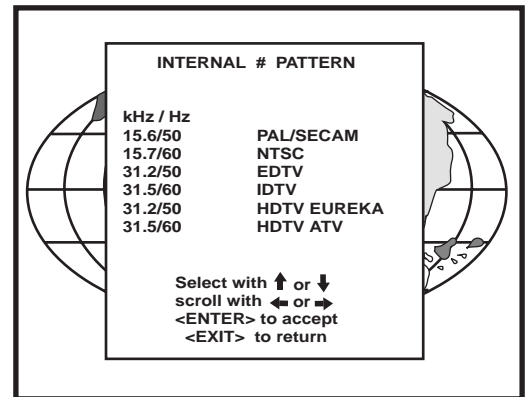 INTERNAL # PATTERN
kHz / Hz
15.6/50 PAL/SECAM
15.7/60 NTSC
31.2/50 EDTV
31.5/60 IDTV
31.2/50 HDTV EUREKA
31.5/60 HDTV ATV
Select with ↑ or ↓
scroll with ← or →
<ENTER> to accept
<EXIT> to return